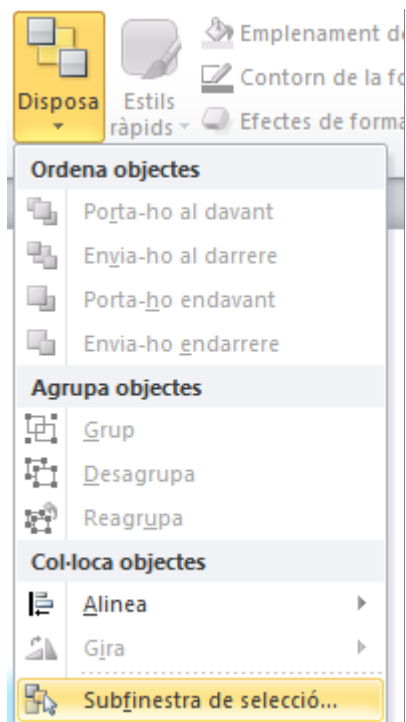 Disposa
Estils
ràpids
Emplenament d
Contorn de la fo
Efectes de forma
Ordena objectes
Porta-ho al davant
Envia-ho al darrere
Porta-ho endavant
Envia-ho endarrere
Agrupa objectes
Grup
Desagrupa
Reagrupa
Col·loca objectes
Alinea
Gira
Subfinestra de selecció...